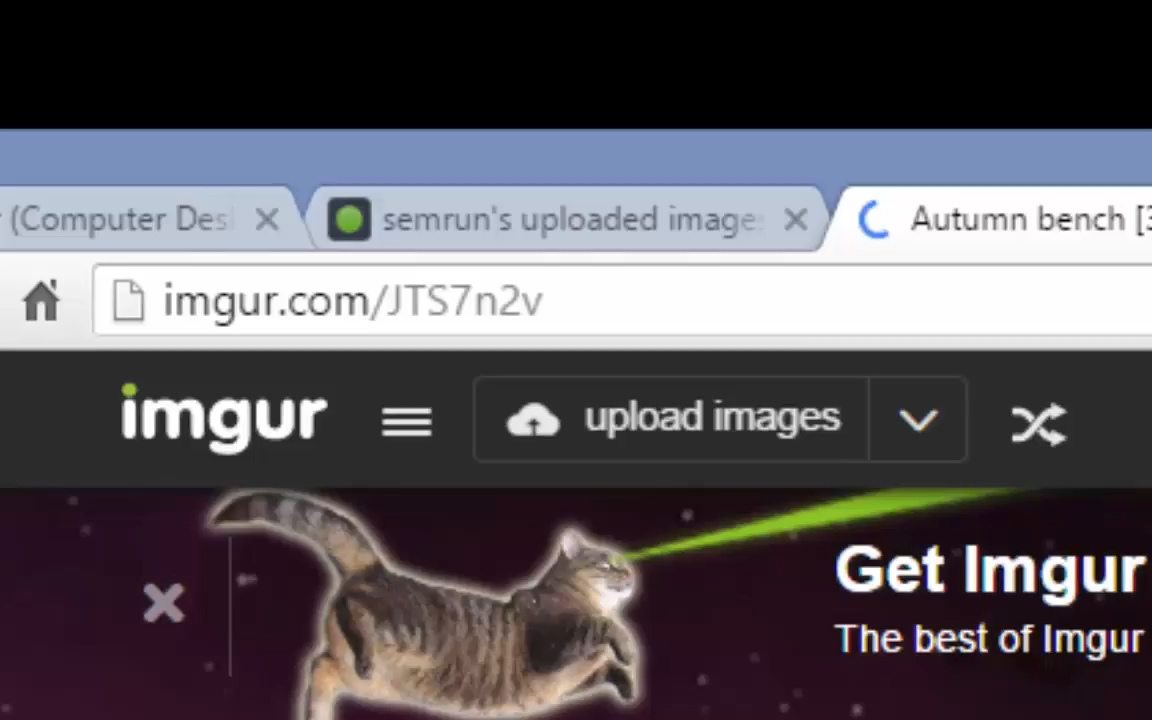 (Computer Des
semrun's uploaded image
Autumn bench [3
imgur.com/JTS7n2v
imgur
upload images
Get Imgur
The best of Imgur